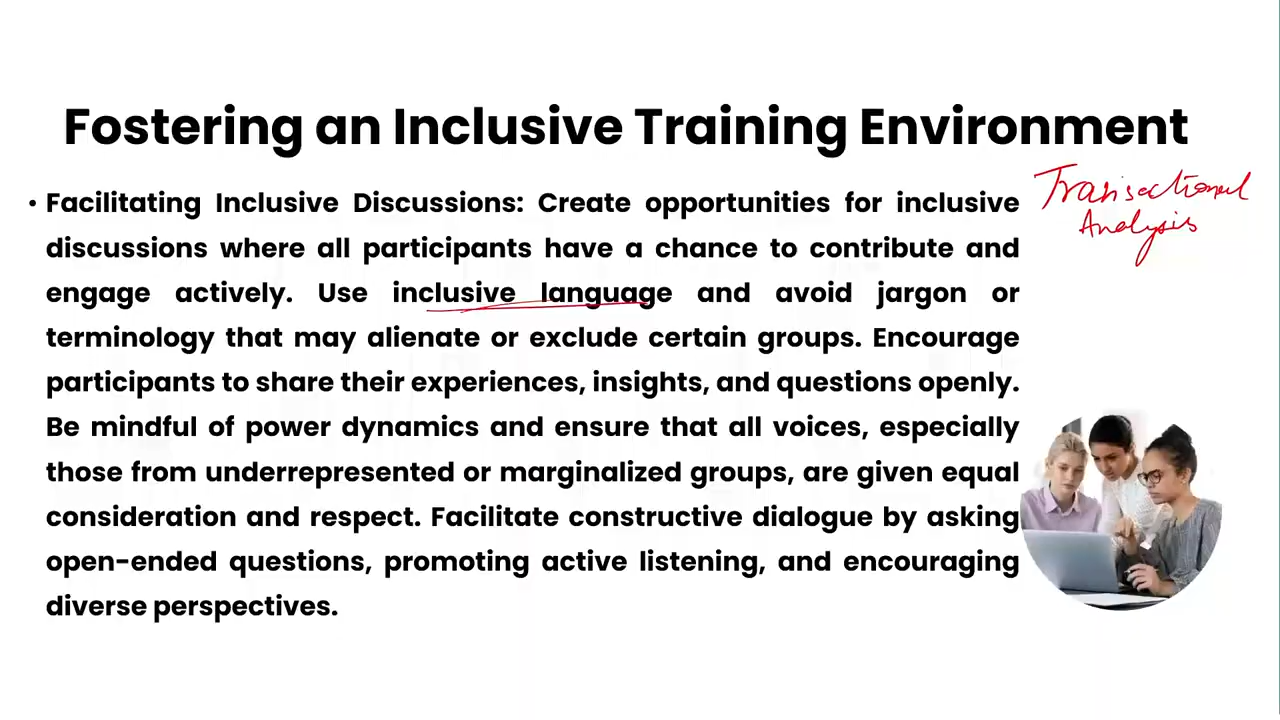 Fostering an Inclusive Training Environment
• Facilitating Inclusive Discussions: Create opportunities for inclusive
discussions where all participants have a chance to contribute and
engage actively. Use inclusive language and avoid jargon or
terminology that may alienate or exclude certain groups. Encourage
participants to share their experiences, insights, and questions openly.
Be mindful of power dynamics and ensure that all voices, especially
those from underrepresented or marginalized groups, are given equal
consideration and respect. Facilitate constructive dialogue by asking
open-ended questions, promoting active listening, and encouraging
diverse perspectives.
Transectional
Analysis